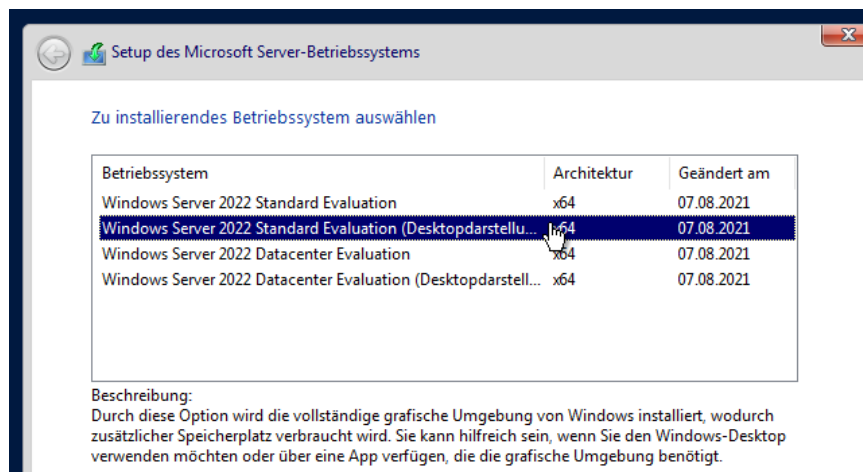 Setup des Microsoft Server-Betriebssystems
Zu installierendes Betriebssystem auswählen
Betriebssystem Architektur Geändert am
Windows Server 2022 Standard Evaluation x64 07.08.2021
Windows Server 2022 Standard Evaluation (Desktopdarstellu... x64 07.08.2021
Windows Server 2022 Datacenter Evaluation x64 07.08.2021
Windows Server 2022 Datacenter Evaluation (Desktopdarstell... x64 07.08.2021
Beschreibung:
Durch diese Option wird die vollständige grafische Umgebung von Windows installiert, wodurch
zusätzlicher Speicherplatz verbraucht wird. Sie kann hilfreich sein, wenn Sie den Windows-Desktop
verwenden möchten oder über eine App verfügen, die die grafische Umgebung benötigt.